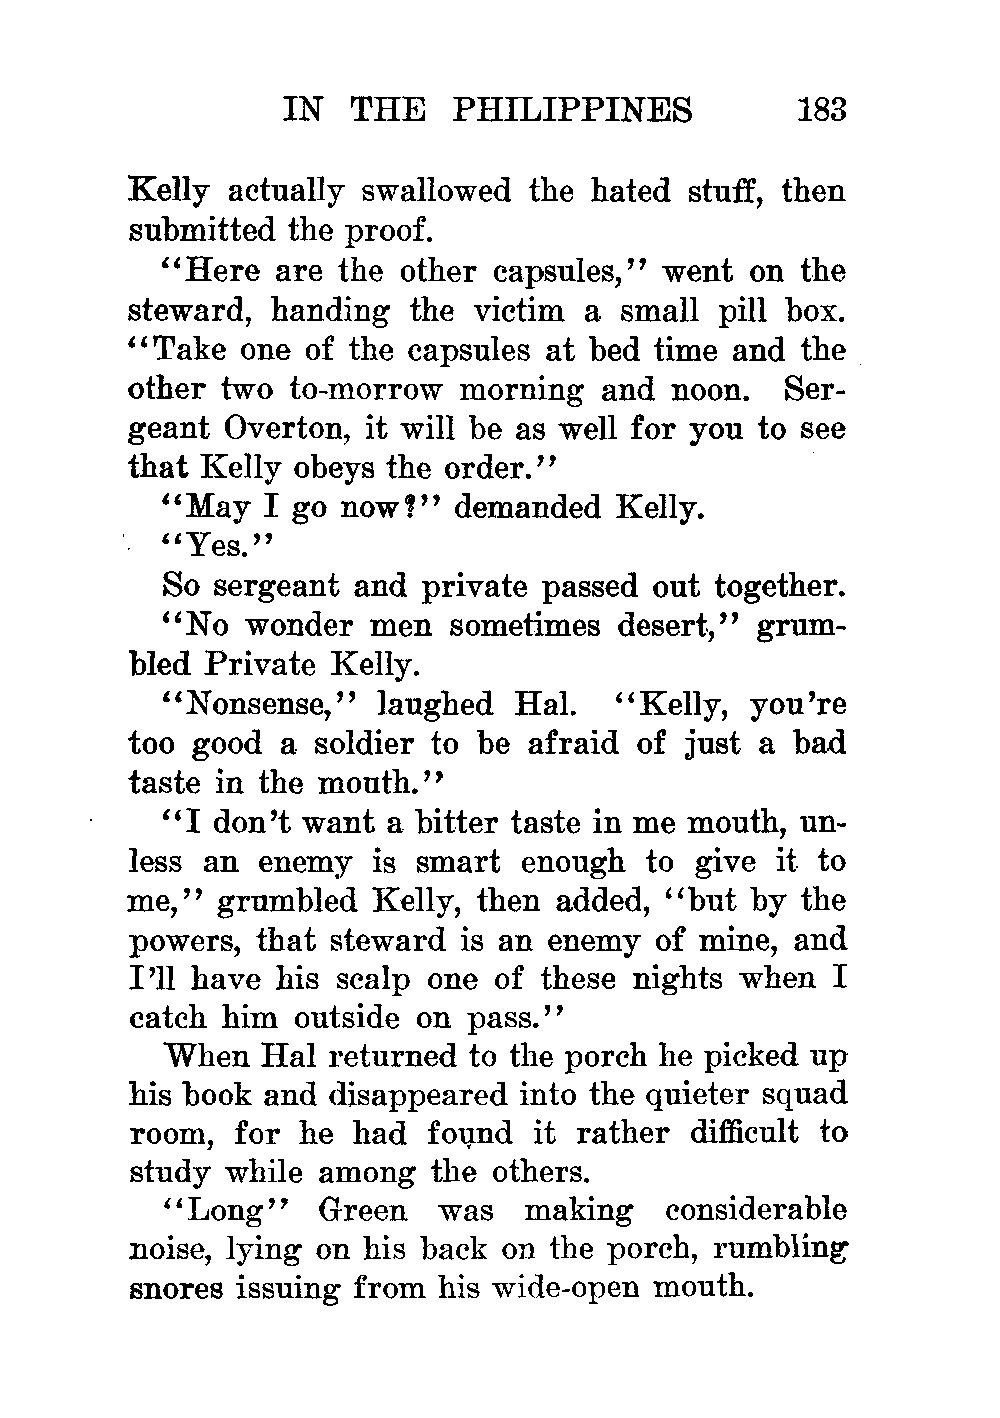 IN THE PHILIPPINES 183
Kelly actually swallowed the hated stuff, then
submitted the proof.
"Here are the other capsules," went on the
steward, handing the victim a small pill box.
"Take one of the capsules at bed time and the
other two to-morrow morning and noon. Ser-
geant Overton, it will be as well for you to see
that Kelly obeys the order."
"May I go now?" demanded Kelly.
"Yes."
So sergeant and private passed out together.
"No wonder men sometimes desert," grum-
bled Private Kelly.
"Nonsense," laughed Hal. "Kelly, you're
too good a soldier to be afraid of just a bad
taste in the mouth."
"I don't want a bitter taste in me mouth, un-
less an enemy is smart enough to give it to
me," grumbled Kelly, then added, "but by the
powers, that steward is an enemy of mine, and
I'll have his scalp one of these nights when I
catch him outside on pass."
When Hal returned to the porch he picked up
his book and disappeared into the quieter squad
room, for he had found it rather difficult to
study while among the others.
"Long" Green was making considerable
noise, lying on his back on the porch, rumbling
snores issuing from his wide-open mouth.